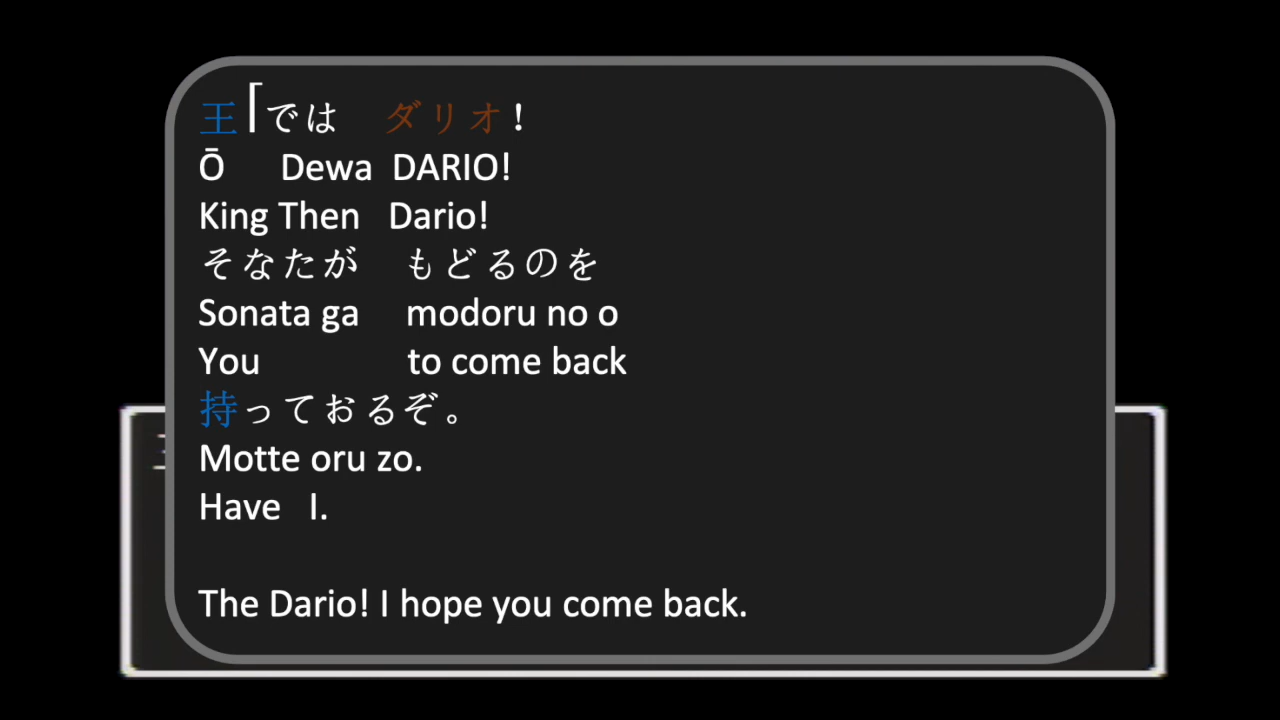 王「では　ダリオ！
Ō Dewa DARIO!
King Then Dario!
そなたが　もどるのを
Sonata ga modoru no o
You to come back
持っておるぞ。
Motte oru zo.
Have I.
The Dario! I hope you come back.